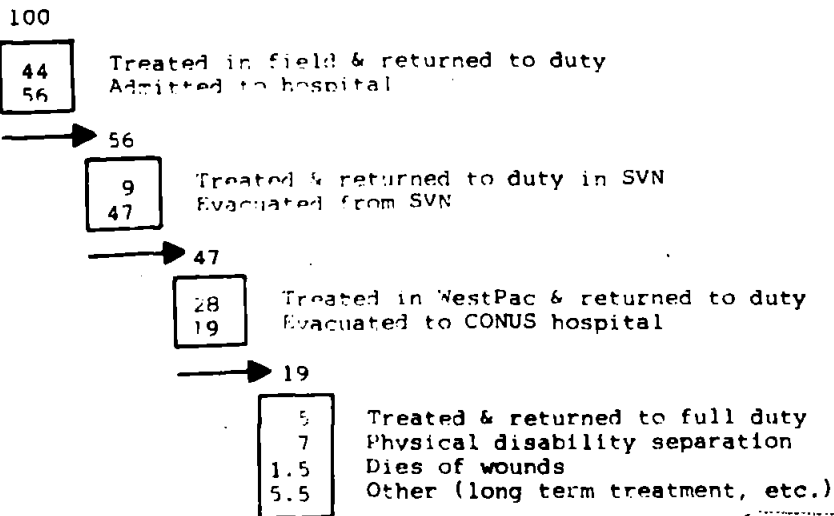 100
44 Treated in field & returned to duty
56 Admitted to hospital
56
9 Treated & returned to duty in SVN
47 Evacuated from SVN
47
28 Treated in WestPac & returned to duty
19 Evacuated to CONUS hospital
19
5 Treated & returned to full duty
7 Physical disability separation
1.5 Dies of wounds
5.5 Other (long term treatment, etc.)